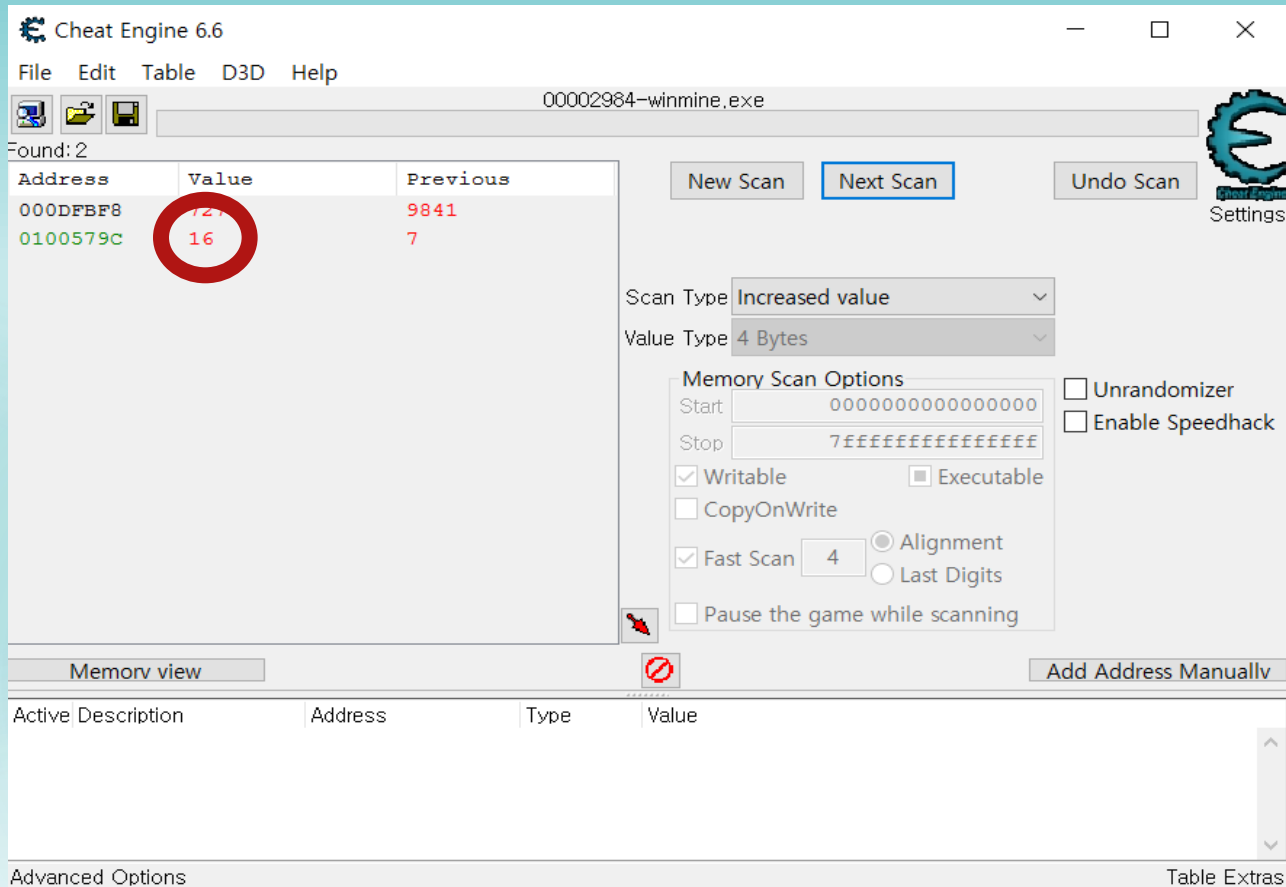 Cheat Engine 6.6
File Edit Table D3D Help
00002984-winmine.exe
Found: 2
Address Value Previous
000DFBF8 9841
0100579C 16 7
New Scan Next Scan Undo Scan
Cheat Engine
Settings
Scan Type Increased value
Value Type 4 Bytes
Memory Scan Options
Start 0000000000000000
Stop 7fffffffffffffff
Writable Executable
CopyOnWrite
Fast Scan 4 Alignment
Last Digits
Pause the game while scanning
Unrandomizer
Enable Speedhack
Memory view Add Address Manually
Active Description Address Type Value
Advanced Options Table Extras